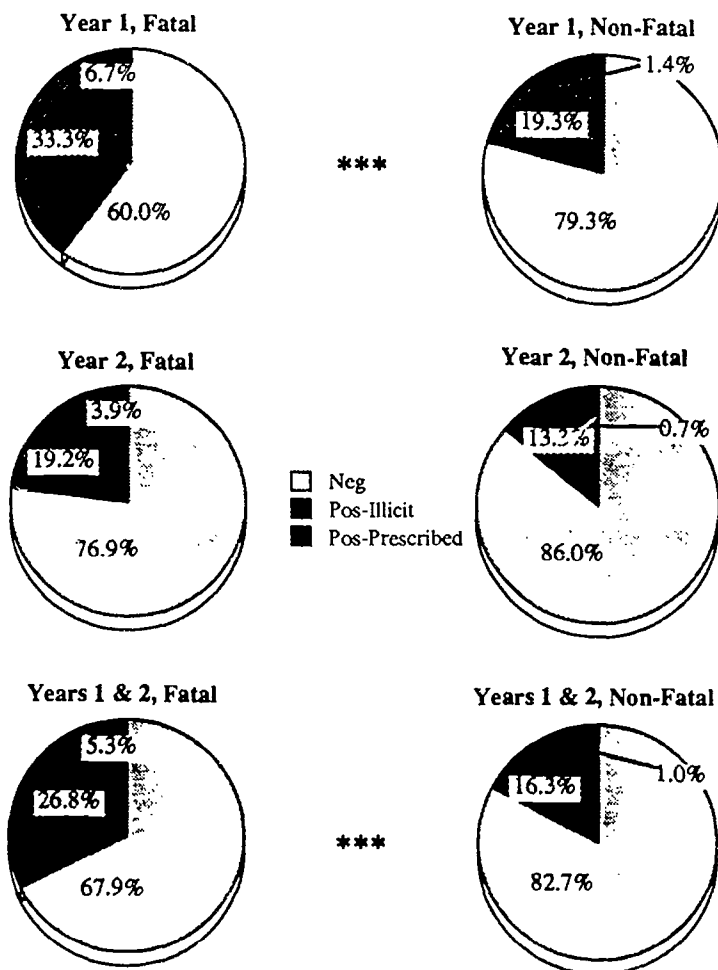 Year 1, Fatal
6.7%
33.3%
60.0%
***
Year 1, Non-Fatal
1.4%
19.3%
79.3%
Year 2, Fatal
3.9%
19.2%
76.9%
Neg
Pos-Illicit
Pos-Prescribed
Year 2, Non-Fatal
13.3%
0.7%
86.0%
Years 1 & 2, Fatal
5.3%
26.8%
67.9%
***
Years 1 & 2, Non-Fatal
16.3%
1.0%
82.7%